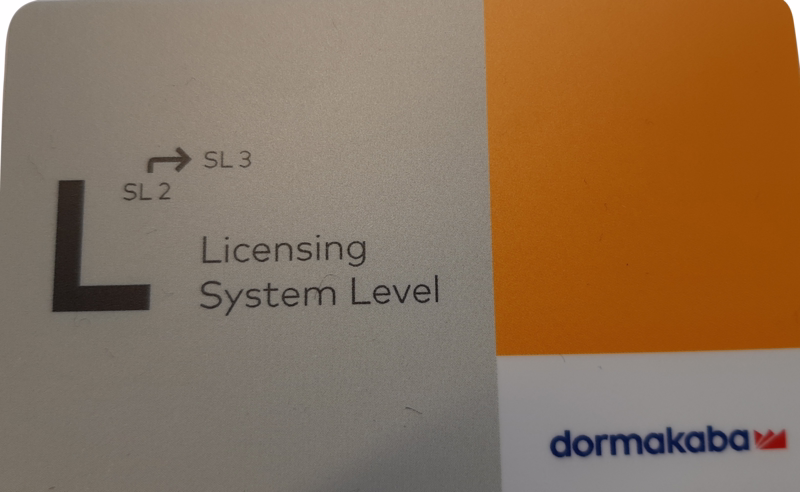 SL 3
SL 2
L
Licensing
System Level
dormakaba